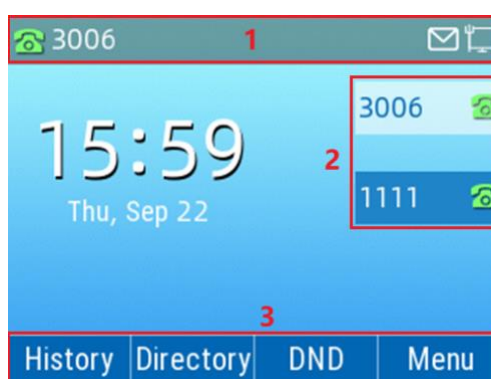 3006 1
3006
15:59 2
1111
Thu, Sep 22
3
History Directory DND Menu